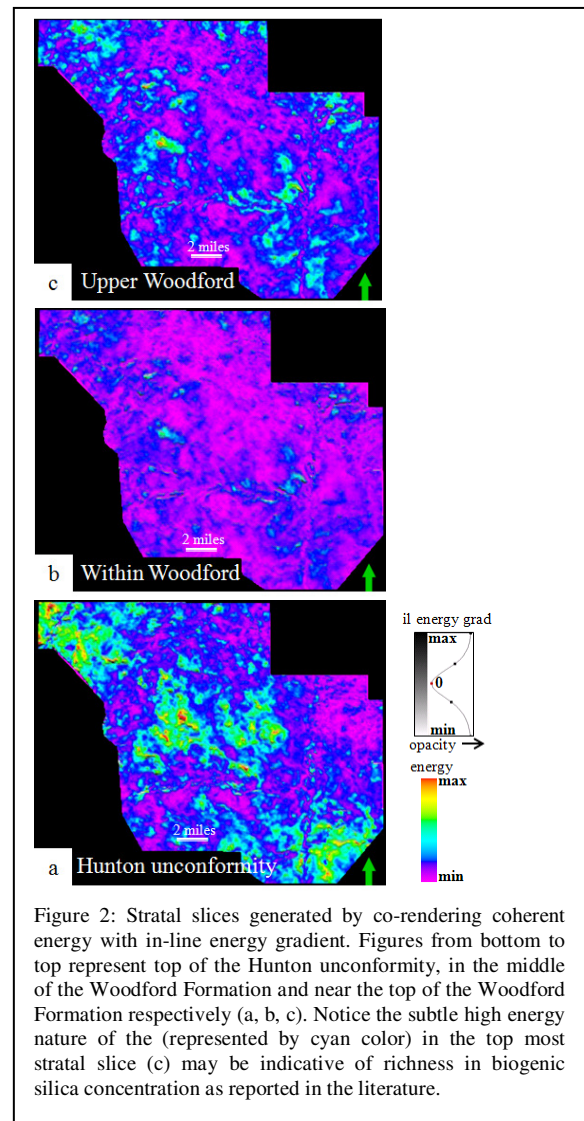 2 miles
c Upper Woodford
2 miles
b Within Woodford
il energy grad
max
0
min
opacity
energy
max
min
2 miles
a Hunton unconformity
Figure 2: Stratal slices generated by co-rendering coherent
energy with in-line energy gradient. Figures from bottom to
top represent top of the Hunton unconformity, in the middle
of the Woodford Formation and near the top of the Woodford
Formation respectively (a, b, c). Notice the subtle high energy
nature of the (represented by cyan color) in the top most
stratal slice (c) may be indicative of richness in biogenic
silica concentration as reported in the literature.